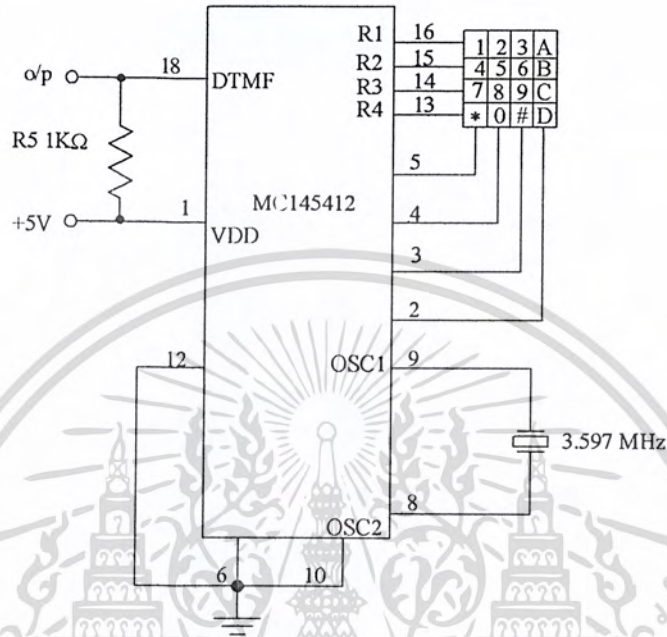 R1 16
R2 15
R3 14
R4 13
1 2 3 A
4 5 6 B
7 8 9 C
* 0 # D
o/p
18
DTMF
R5 1KΩ
5
MC145412
1
4
+5V
VDD
3
2
12
OSC1
9
3.597 MHz
8
OSC2
6
10